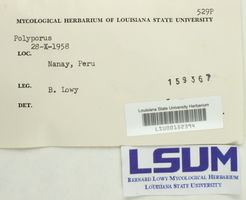 529P
MYCOLOGICAL HERBARIUM OF LOUISIANA STATE UNIVERSITY
Polyporus
28-X-1958
LOC.
Nanay, Peru
LEG.
B. Lowy
159367
DET.
Louisiana State University Herbarium
LSU00132394
LSUM
BERNARD LOWY MYCOLOGICAL HERBARIUM
LOUISIANA STATE UNIVERSITY